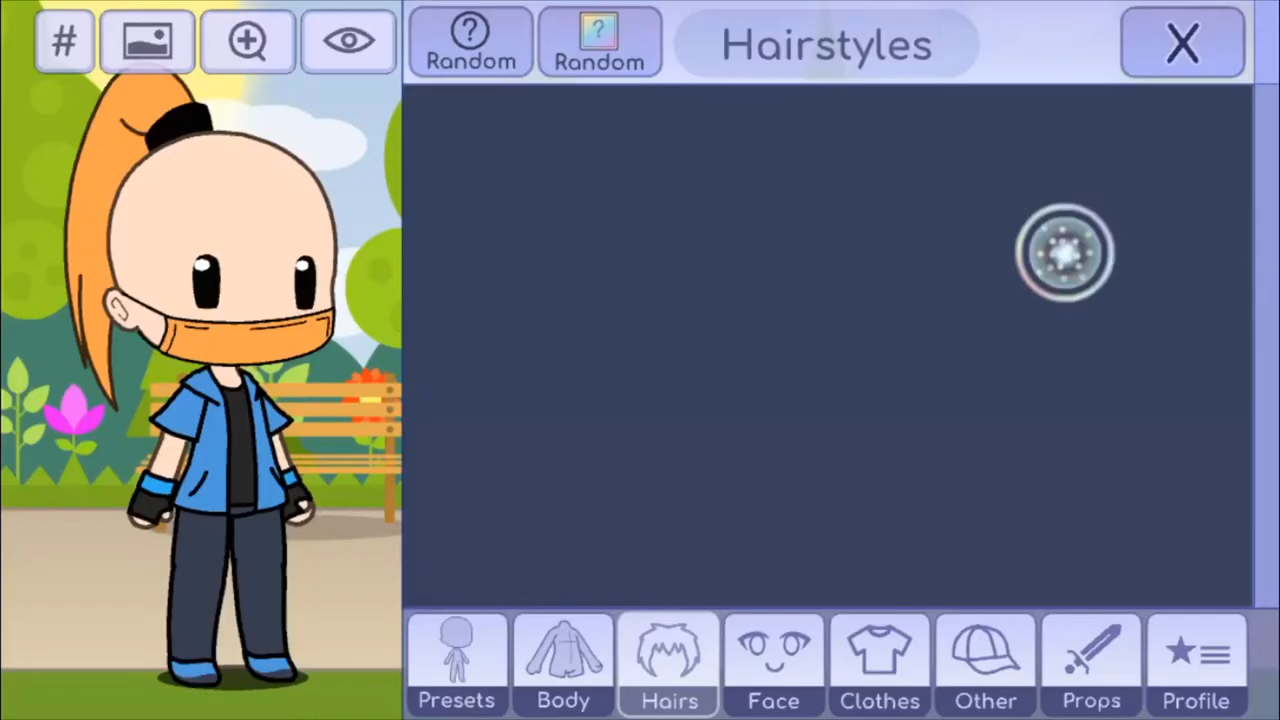 #
? Random
? Random
Hairstyles
X
Presets
Body
Hairs
Face
Clothes
Other
Props
Profile